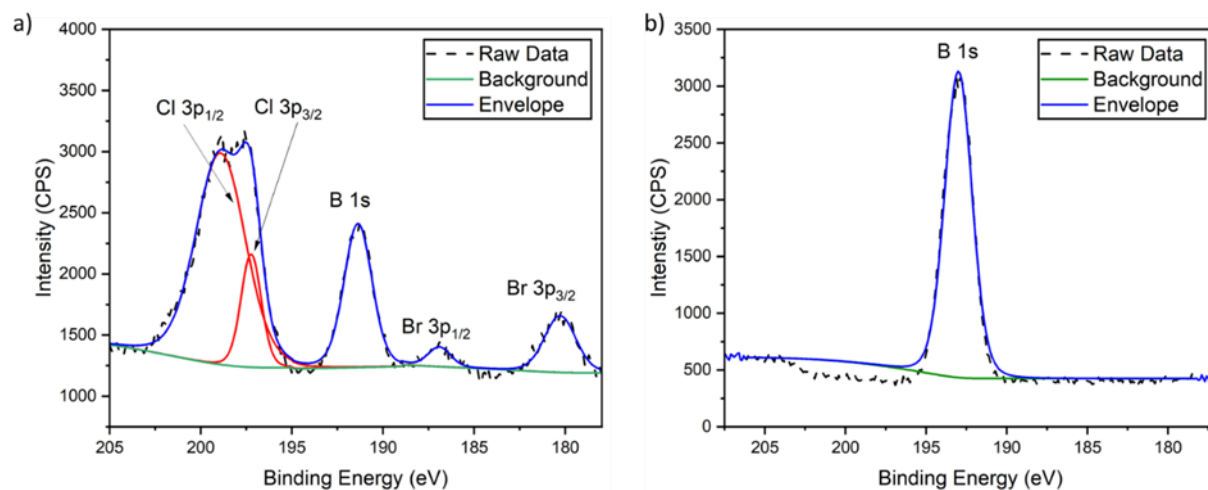 a)
4000
3500
3000
2500
2000
1500
1000
Intensity (CPS)
Raw Data
Background
Envelope
Cl 3p1/2
Cl 3p3/2
B 1s
Br 3p1/2
Br 3p3/2
205
200
195
190
185
180
Binding Energy (eV)
b)
3500
3000
2500
2000
1500
1000
500
0
Intenstiy (CPS)
B 1s
Raw Data
Background
Envelope
205
200
195
190
185
180
Binding Energy (eV)